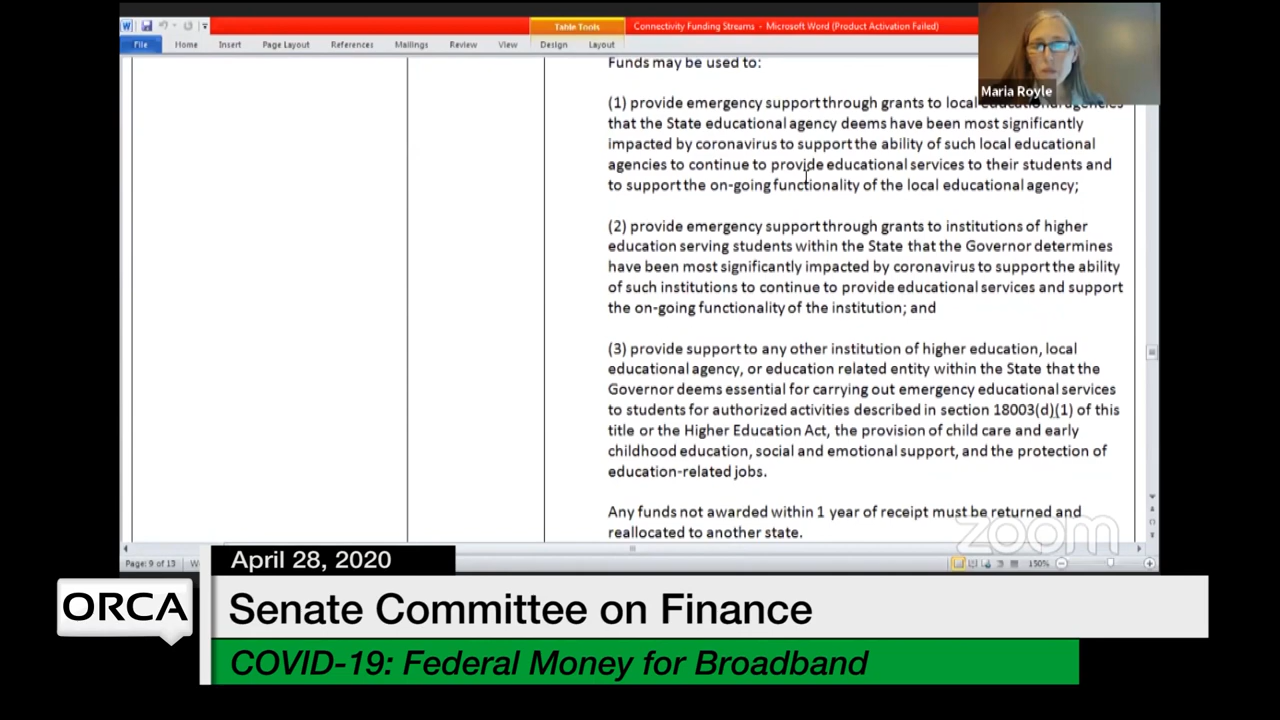 Table Tools
Connectivity Funding Streams - Microsoft Word (Product Activation Failed)
File Home Insert Page Layout References Mailings Review View Design Layout
Maria Royle
Funds may be used to:
(1) provide emergency support through grants to local educational agencies
that the State educational agency deems have been most significantly
impacted by coronavirus to support the ability of such local educational
agencies to continue to provide educational services to their students and
to support the on-going functionality of the local educational agency;
(2) provide emergency support through grants to institutions of higher
education serving students within the State that the Governor determines
have been most significantly impacted by coronavirus to support the ability
of such institutions to continue to provide educational services and support
the on-going functionality of the institution; and
(3) provide support to any other institution of higher education, local
educational agency, or education related entity within the State that the
Governor deems essential for carrying out emergency educational services
to students for authorized activities described in section 18003(d)(1) of this
title or the Higher Education Act, the provision of child care and early
childhood education, social and emotional support, and the protection of
education-related jobs.
Any funds not awarded within 1 year of receipt must be returned and
reallocated to another state.
zoom
Page: 9 of 13
150%
April 28, 2020
ORCA
Senate Committee on Finance
COVID-19: Federal Money for Broadband